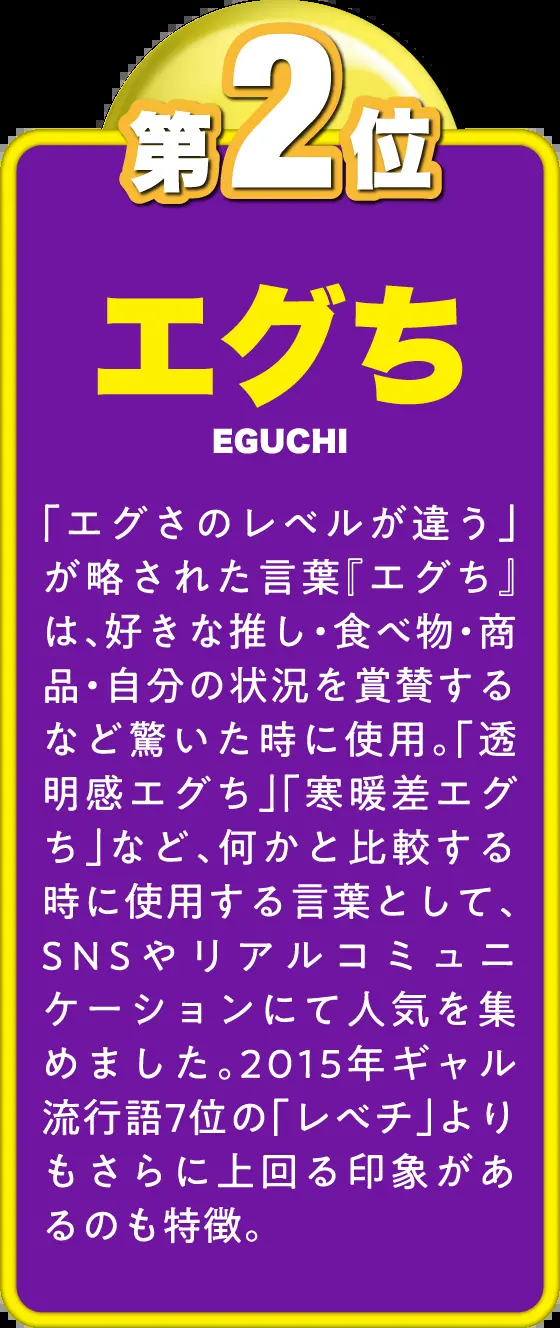 第2位
エグち
EGUCHI
「エグさのレベルが違う」
が略された言葉『エグち』
は、好きな推し・食べ物・商
品・自分の状況を賞賛する
など驚いた時に使用。「透
明感エグち」「寒暖差エグ
ち」など、何かと比較する
時に使用する言葉として、
SNSやリアルコミュニ
ケーションにて人気を集
めました。2015年ギャル
流行語7位の「レベチ」より
もさらに上回る印象があ
るのも特徴。